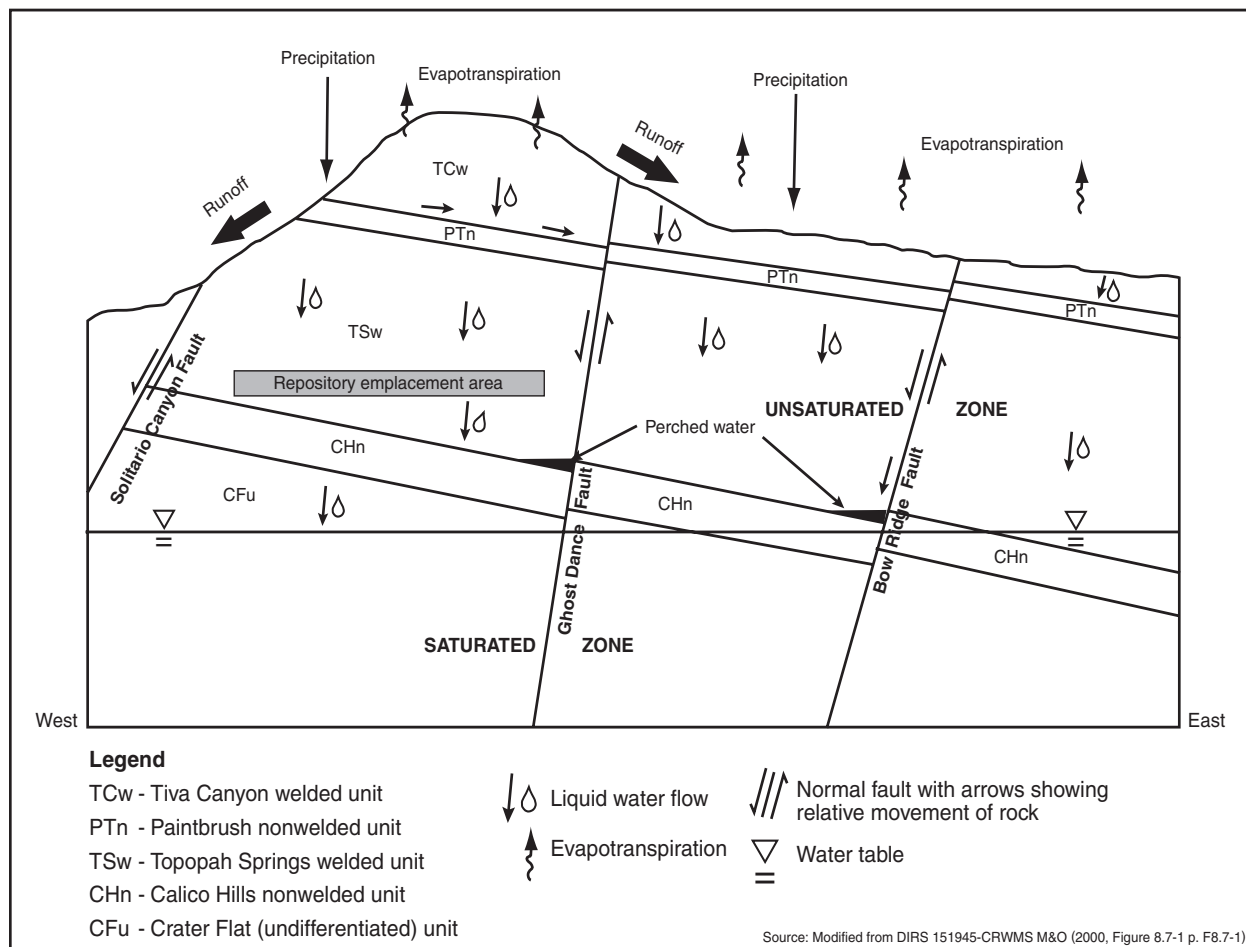 Precipitation
Evapotranspiration
Precipitation
Runoff
Evapotranspiration
TCw
Runoff
PTn
PTn
PTn
TSw
Solitario Canyon Fault
Repository emplacement area
UNSATURATED ZONE
Perched water
CHn
CFu
CHn
Ghost Dance Fault
Bow Ridge Fault
CHn
SATURATED ZONE
West
East
Legend
TCw - Tiva Canyon welded unit
PTn - Paintbrush nonwelded unit
TSw - Topopah Springs welded unit
CHn - Calico Hills nonwelded unit
CFu - Crater Flat (undifferentiated) unit
Liquid water flow
Evapotranspiration
Normal fault with arrows showing
relative movement of rock
Water table
Source: Modified from DIRS 151945-CRWMS M&O (2000, Figure 8.7-1 p. F8.7-1)